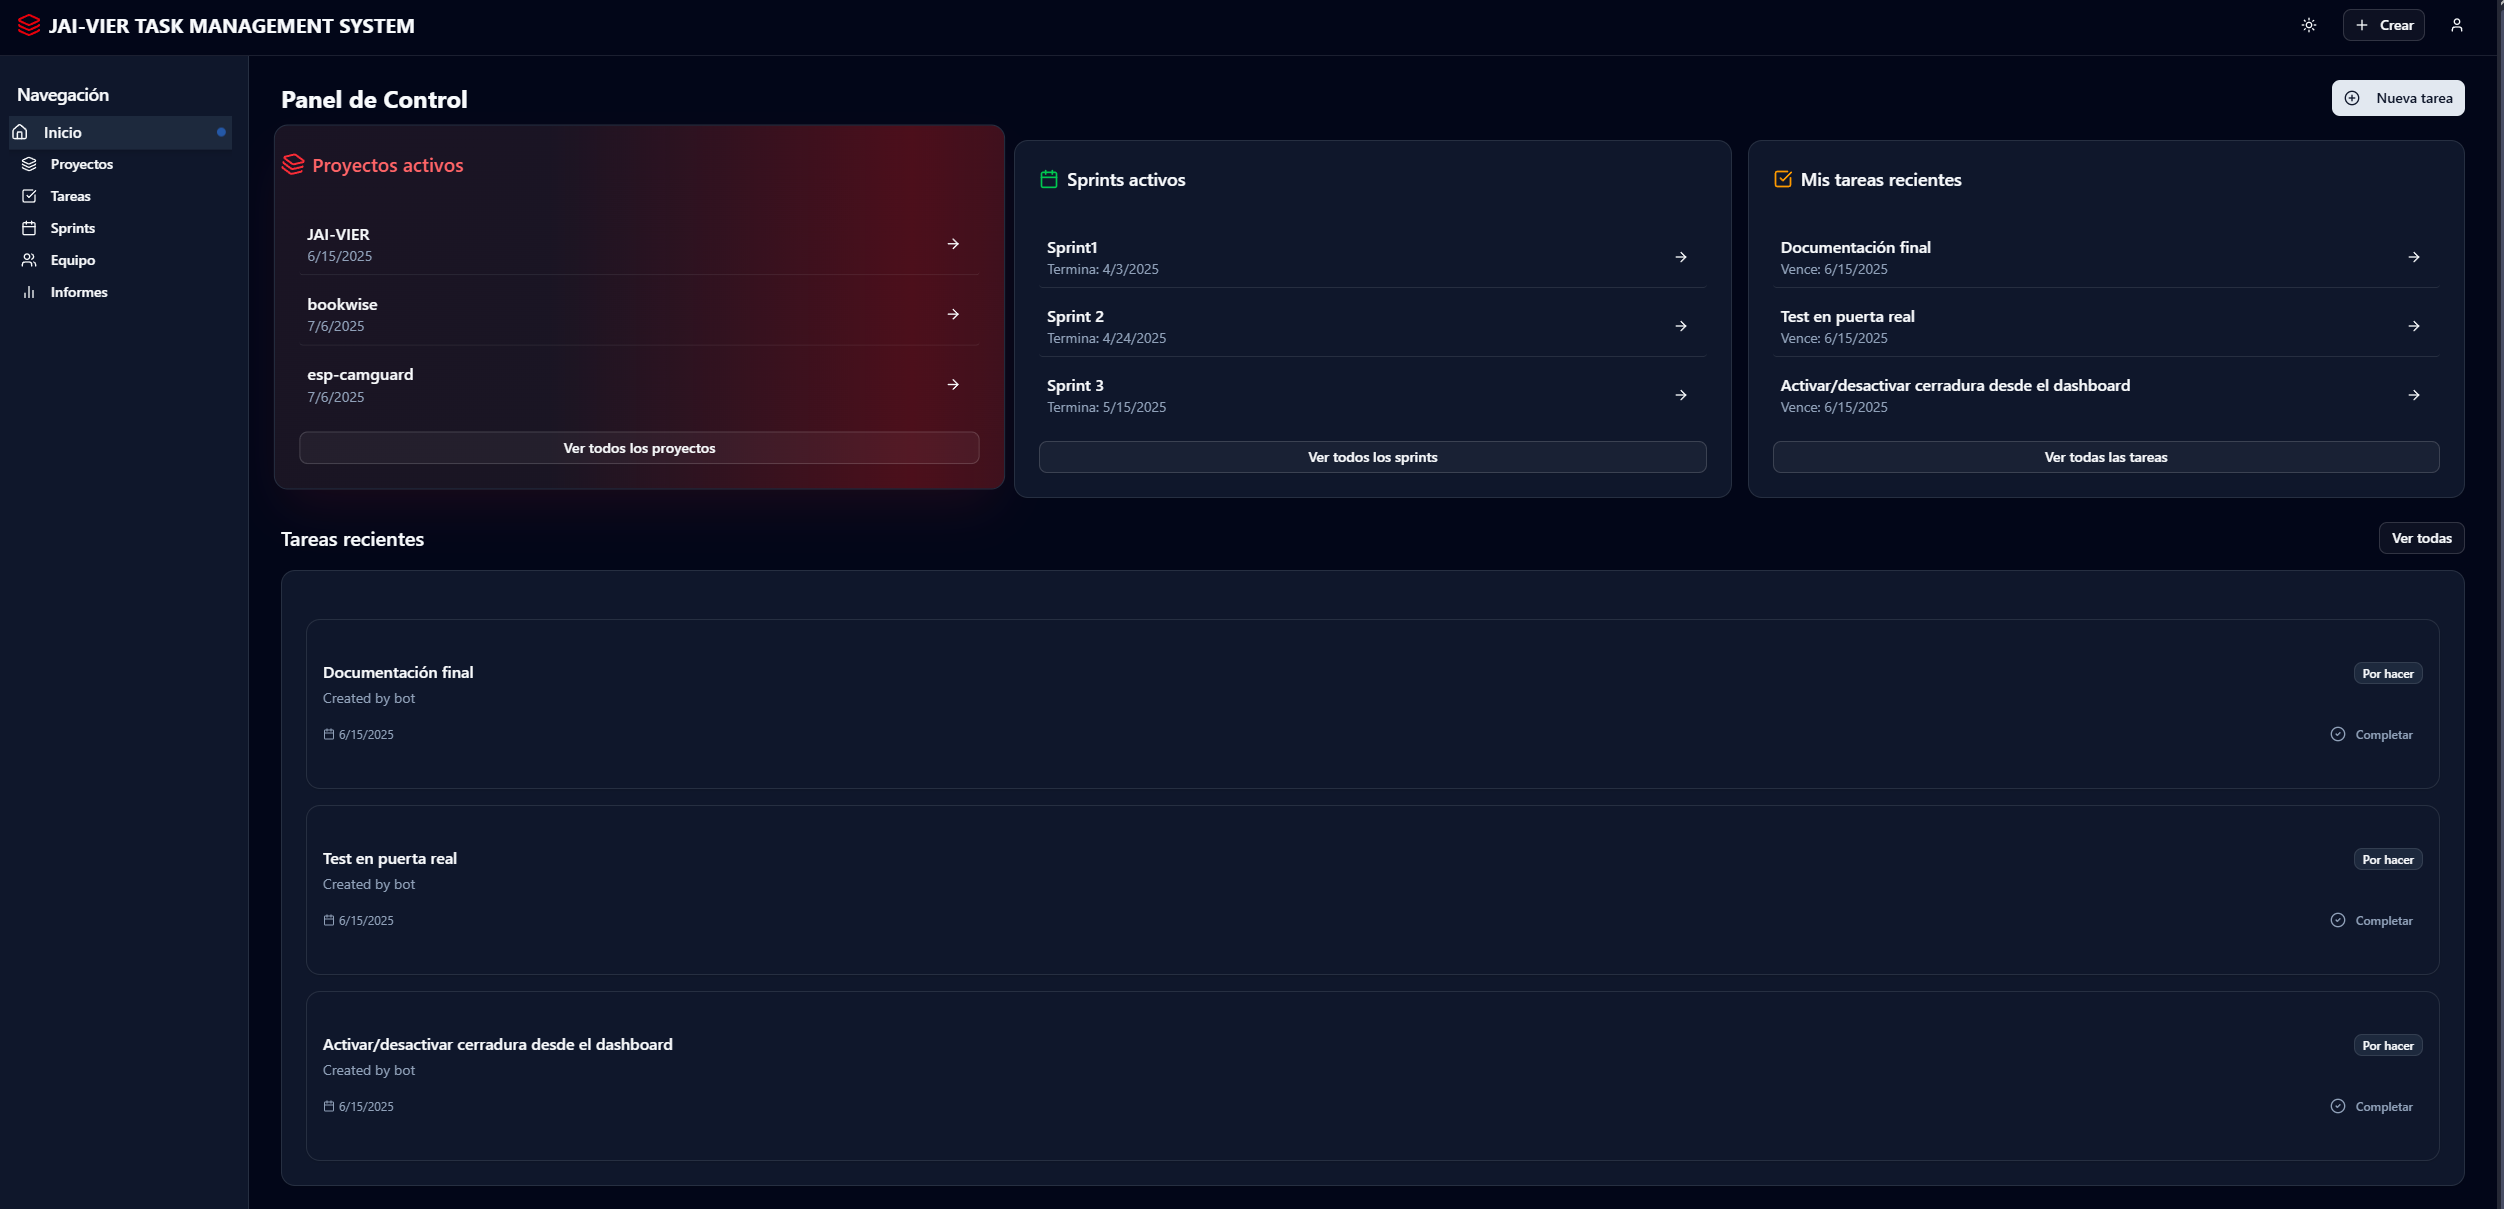 JAI-VIER TASK MANAGEMENT SYSTEM
Crear
Navegación
Inicio
Proyectos
Tareas
Sprints
Equipo
Informes
Panel de Control
Nueva tarea
Proyectos activos
JAI-VIER
6/15/2025
bookwise
7/6/2025
esp-camguard
7/6/2025
Ver todos los proyectos
Sprints activos
Sprint1
Termina: 4/3/2025
Sprint 2
Termina: 4/24/2025
Sprint 3
Termina: 5/15/2025
Ver todos los sprints
Mis tareas recientes
Documentación final
Vence: 6/15/2025
Test en puerta real
Vence: 6/15/2025
Activar/desactivar cerradura desde el dashboard
Vence: 6/15/2025
Ver todas las tareas
Tareas recientes
Ver todas
Documentación final
Por hacer
Created by bot
6/15/2025
Completar
Test en puerta real
Por hacer
Created by bot
6/15/2025
Completar
Activar/desactivar cerradura desde el dashboard
Por hacer
Created by bot
6/15/2025
Completar